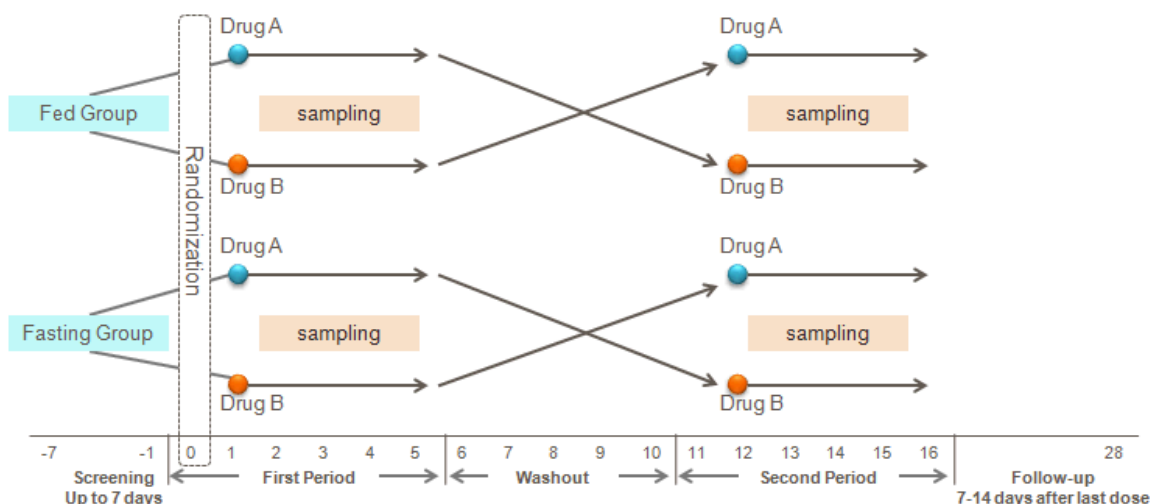 Drug A
Drug A
Fed Group
sampling
sampling
Randomization
Drug B
Drug B
Drug A
Drug A
Fasting Group
sampling
sampling
Drug B
Drug B
-7 -1 0 1 2 3 4 5 6 7 8 9 10 11 12 13 14 15 16 28
Screening
Up to 7 days
First Period
Washout
Second Period
Follow-up
7-14 days after last dose